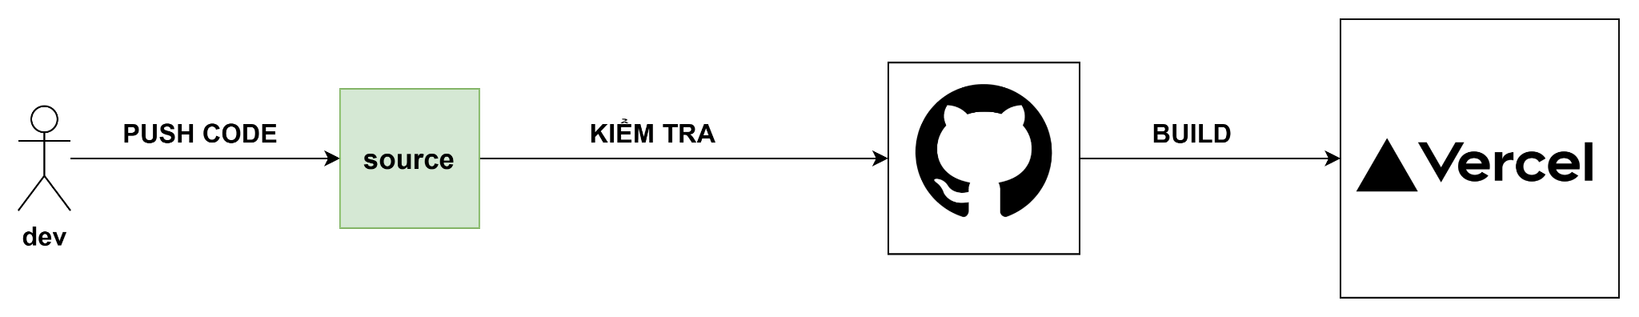 PUSH CODE
KIỂM TRA
BUILD
source
Vercel
dev